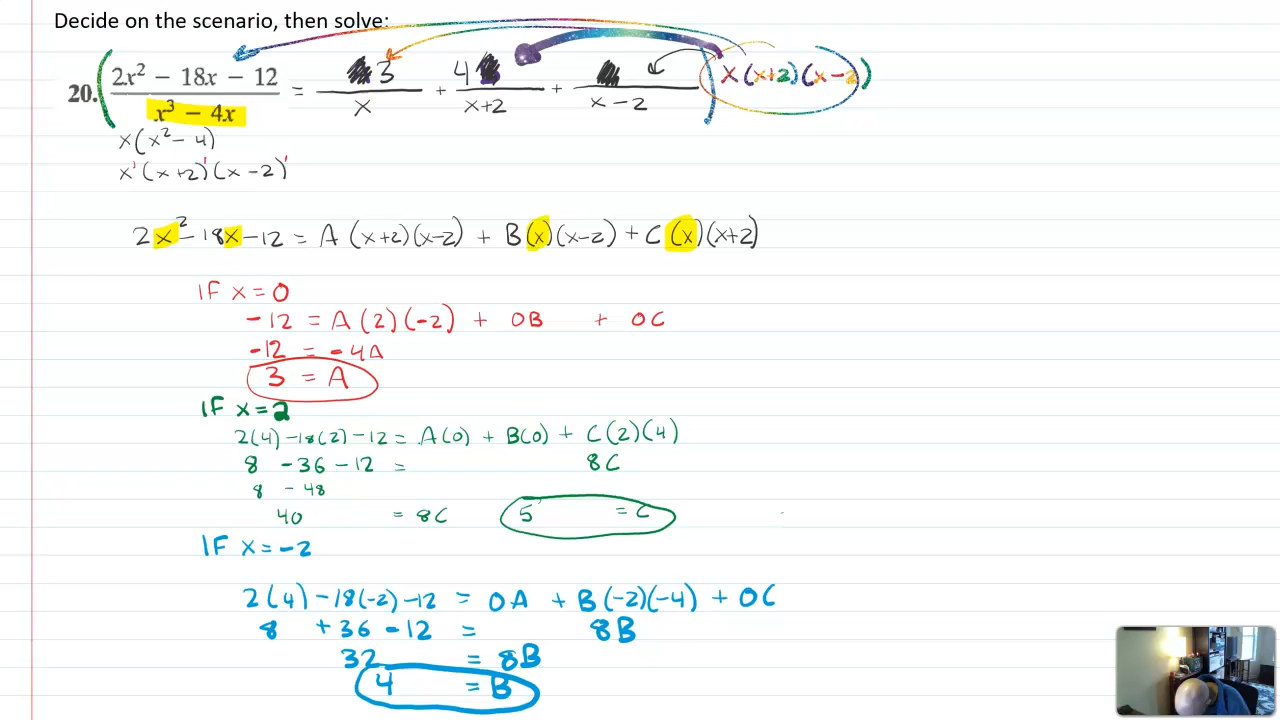 Decide on the scenario, then solve:
20. (2x² − 18x − 12 / x³ − 4x = 3/x + 4/x+2 + /x−2) x(x+2)(x−2)
x(x²−4)
x¹(x+2)¹(x−2)¹
2x²−18x−12 = A(x+2)(x−2) + B(x)(x−2) + C(x)(x+2)
IF x = 0
−12 = A(2)(−2) + 0B + 0C
−12 = −4A
3 = A
IF x = 2
2(4) −18(2) −12 = A(0) + B(0) + C(2)(4)
8 −36 −12 = 8C
8 −48
40 = 8C 5 = C
IF x = −2
2(4) −18(−2) −12 = 0A + B(−2)(−4) + 0C
8 +36 −12 = 8B
32 = 8B
4 = B